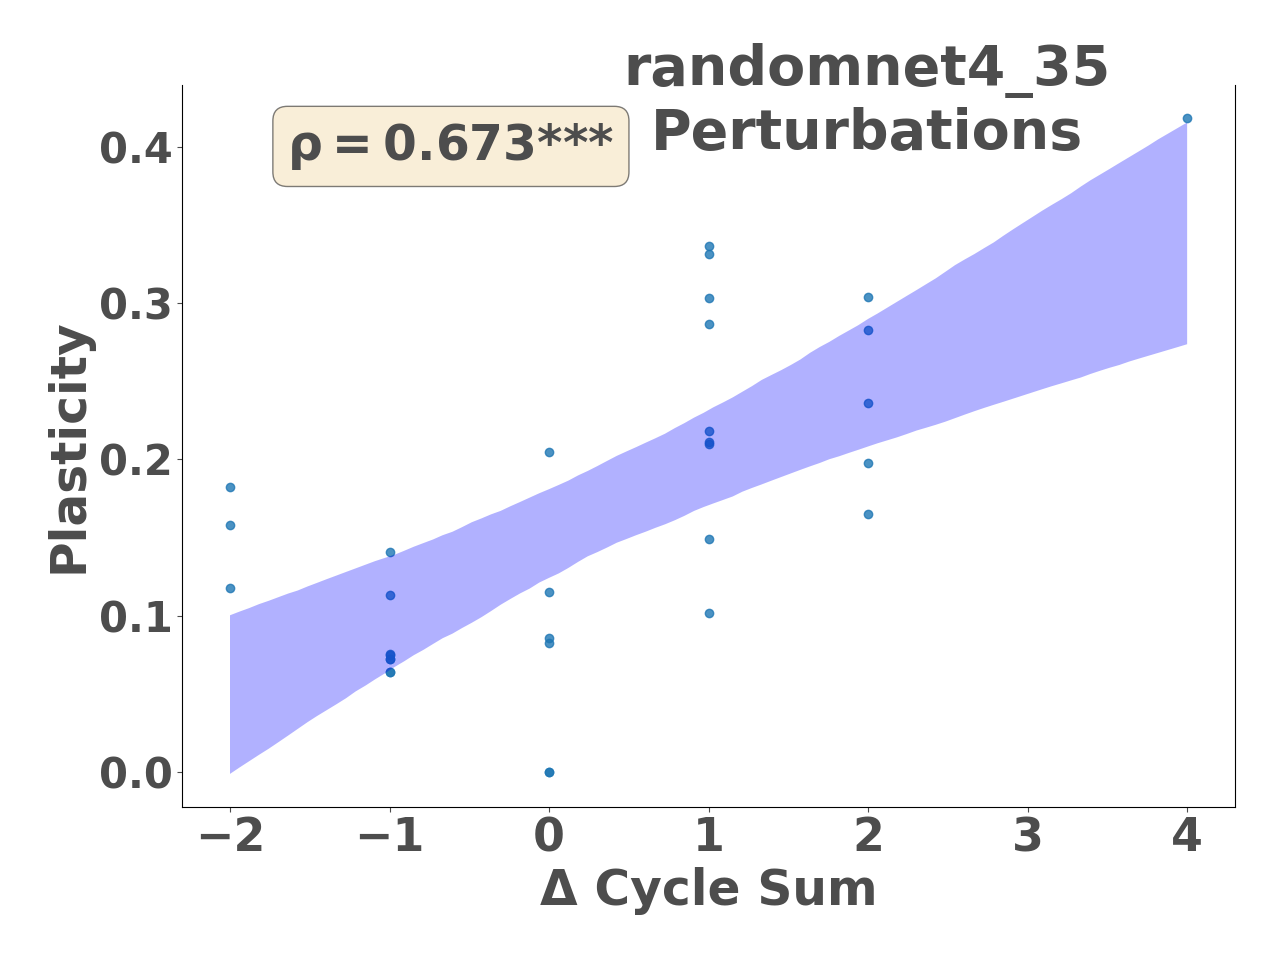 randomnet4_35
Perturbations
ρ = 0.673***
Plasticity
0.4
0.3
0.2
0.1
0.0
−2 −1 0 1 2 3 4
Δ Cycle Sum